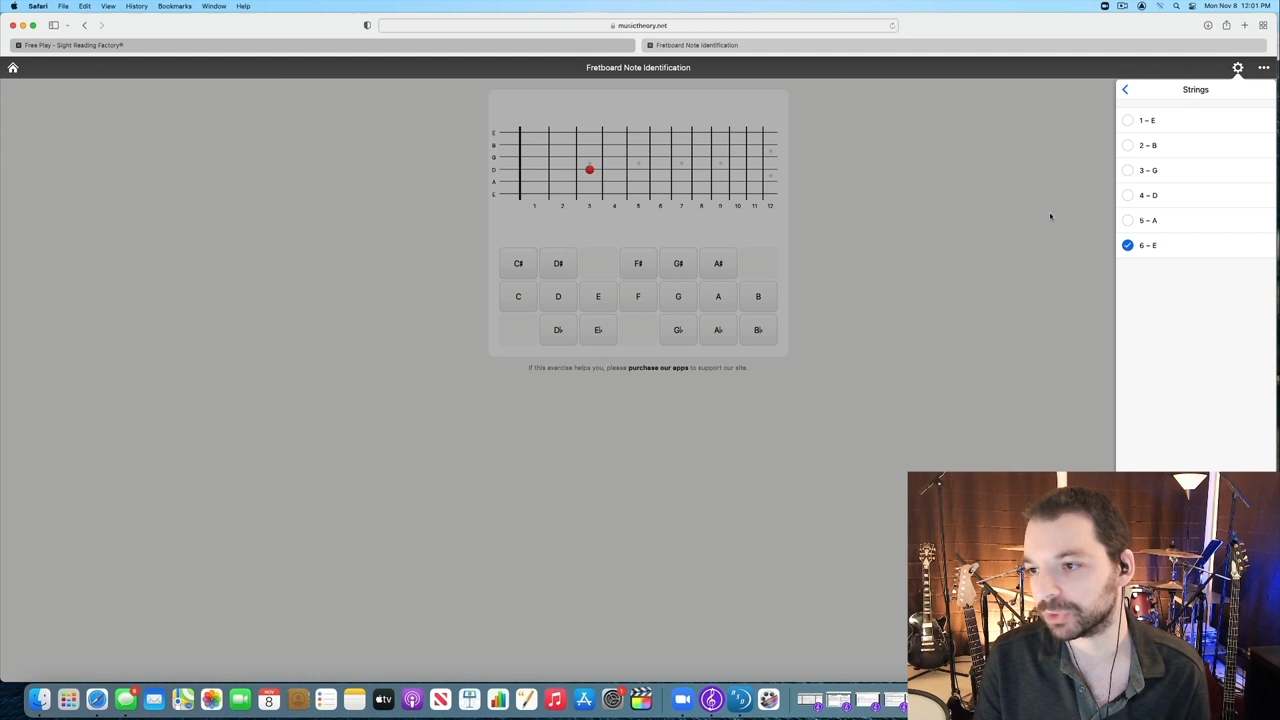 Safari File Edit View History Bookmarks Window Help Mon Nov 8 12:01 PM
musictheory.net
Free Play - Sight Reading Factory® Fretboard Note Identification
Fretboard Note Identification
Strings
1 – E
2 – B
3 – G
4 – D
5 – A
6 – E
E
B
G
D
A
E
1 2 3 4 5 6 7 8 9 10 11 12
C♯ D♯ F♯ G♯ A♯
C D E F G A B
D♭ E♭ G♭ A♭ B♭
If this exercise helps you, please purchase our apps to support our site.
NOV
8
tv